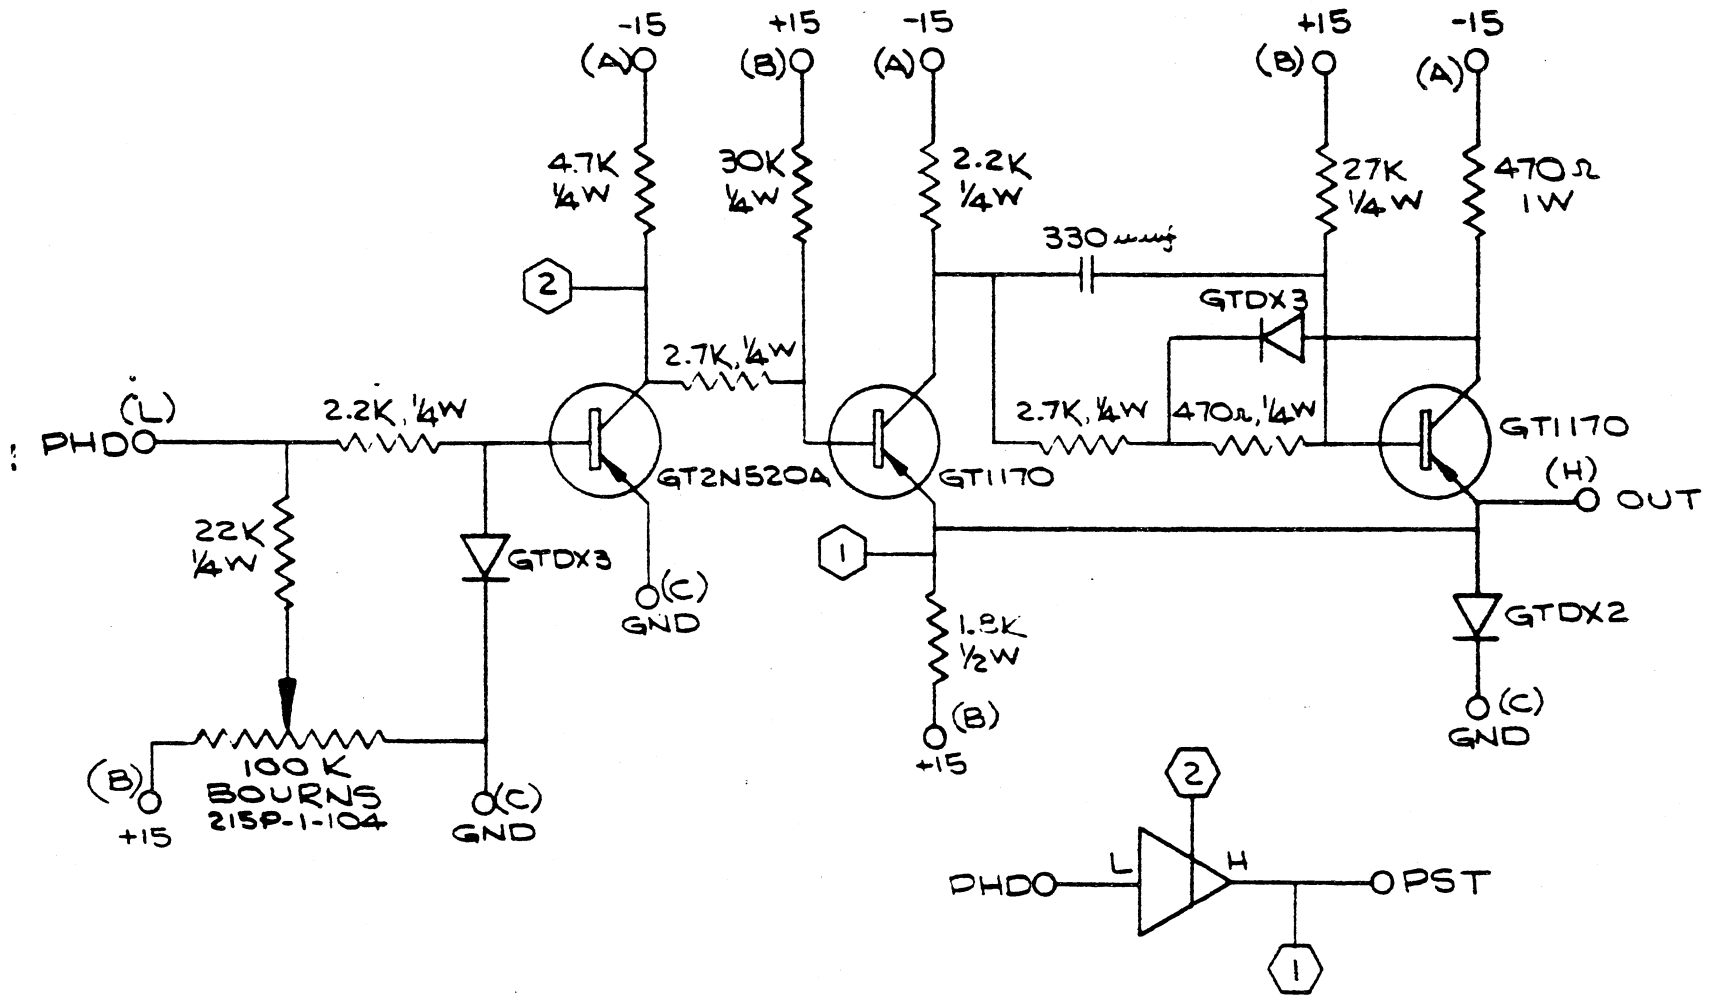 -15
+15
-15
+15
-15
(A)
(B)
(A)
(B)
(A)
4.7K
¼W
30K
¼W
2.2K
¼W
27K
¼W
470Ω
1W
330μμf
2
GTDX3
2.7K, ¼W
(L)
PHD
2.2K, ¼W
2.7K, ¼W
470Ω, ¼W
GT1170
GT2N520A
GT1170
(H)
OUT
22K
¼W
GTDX3
1
(C)
GND
1.8K
½W
GTDX2
(B)
+15
(C)
GND
100K
BOURNS
215P-1-104
(B)
+15
(C)
GND
2
L
H
PHD
PST
1